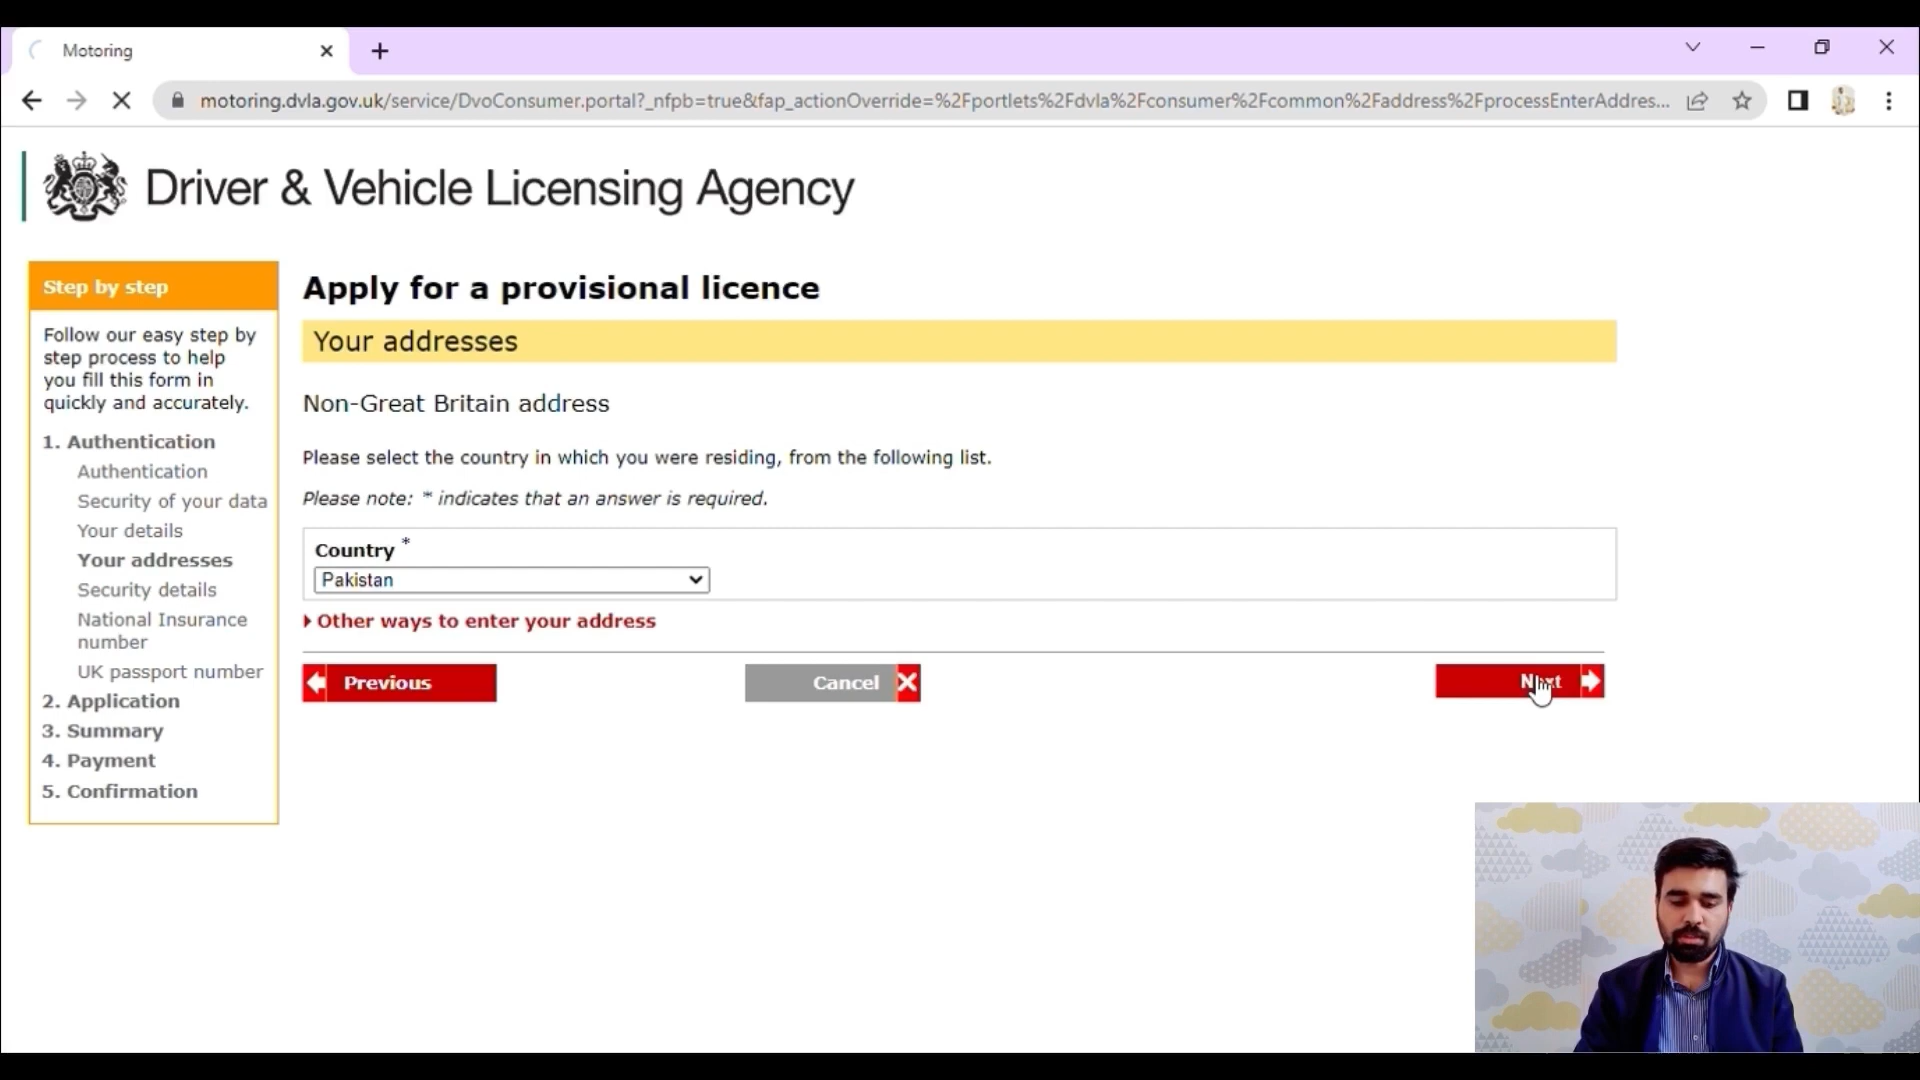 Motoring
motoring.dvla.gov.uk/service/DvoConsumer.portal?_nfpb=true&fap_actionOverride=%2Fportlets%2Fdvla%2Fconsumer%2Fcommon%2Faddress%2FprocessEnterAddres...
Driver & Vehicle Licensing Agency
Step by step
Follow our easy step by
step process to help
you fill this form in
quickly and accurately.
1. Authentication
Authentication
Security of your data
Your details
Your addresses
Security details
National Insurance
number
UK passport number
2. Application
3. Summary
4. Payment
5. Confirmation
Apply for a provisional licence
Your addresses
Non-Great Britain address
Please select the country in which you were residing, from the following list.
Please note: * indicates that an answer is required.
Country *
Pakistan
Other ways to enter your address
Previous
Cancel
Next